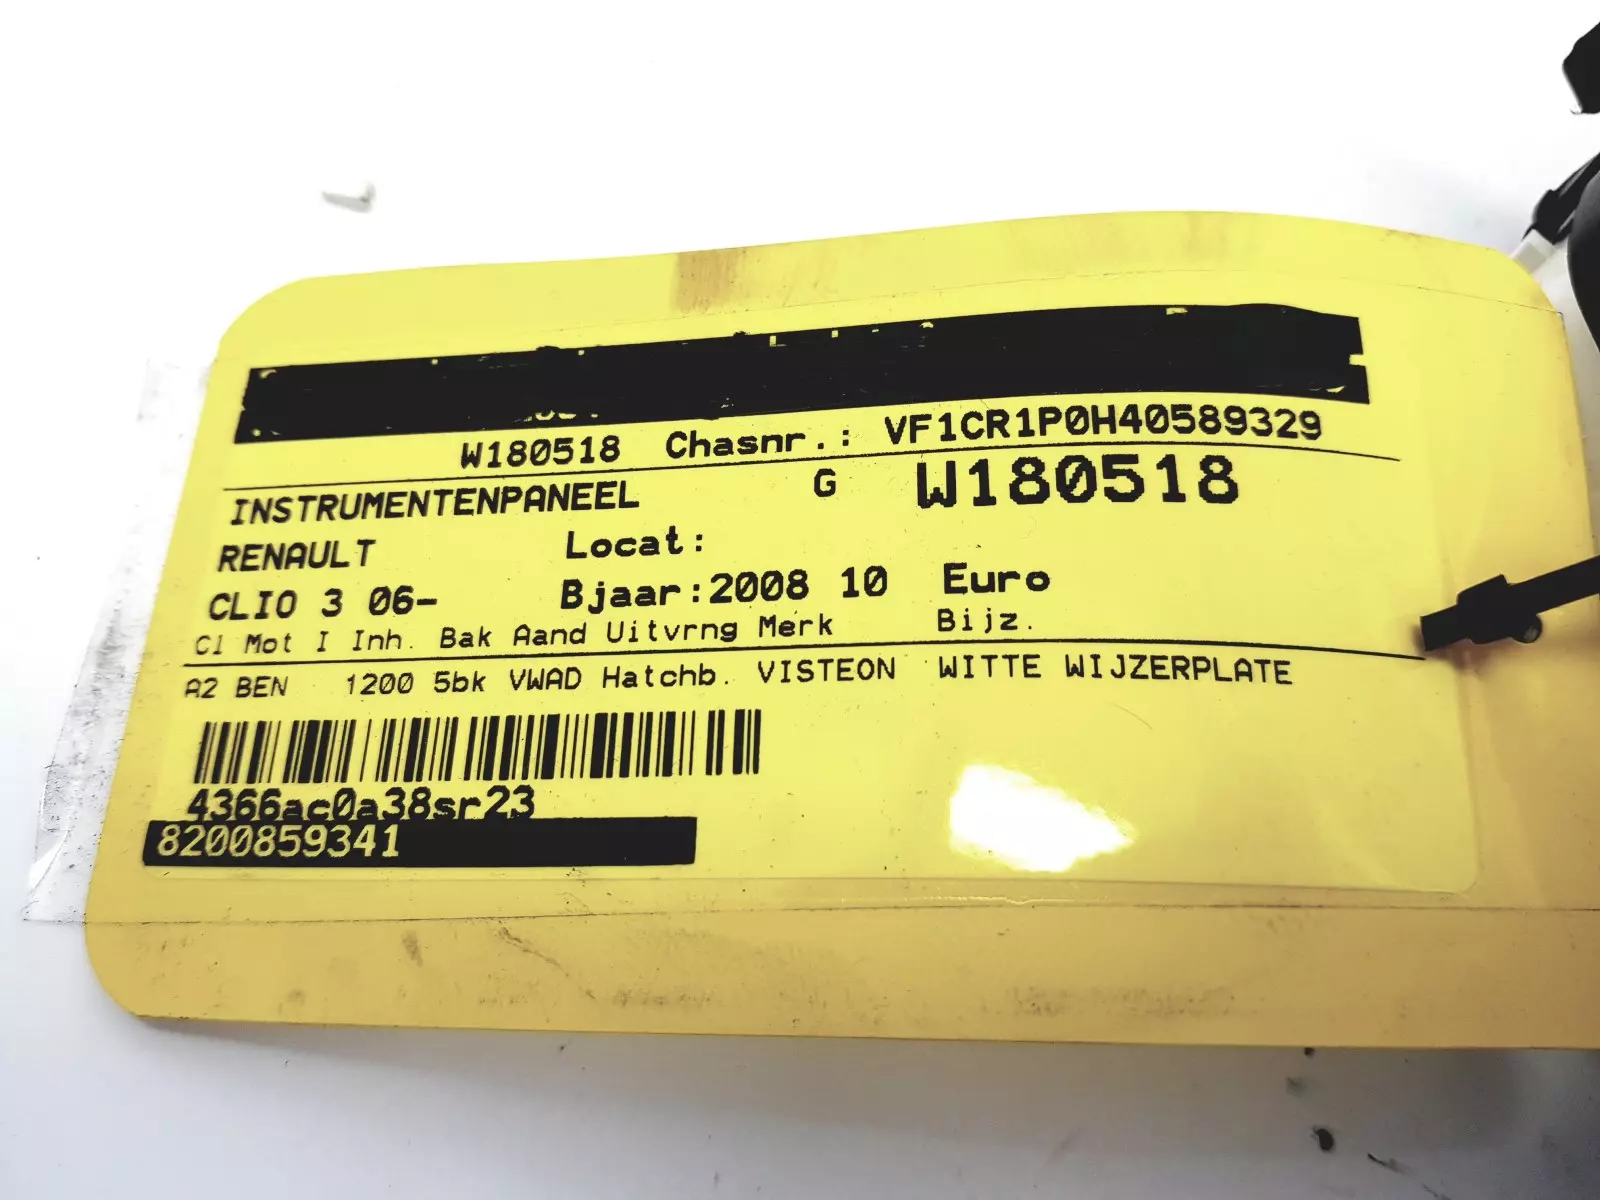 W180518 Chasnr.: VF1CR1P0H40589329
INSTRUMENTENPANEEL G W180518
RENAULT Locat:
CLIO 3 06- Bjaar:2008 10 Euro
Cl Mot I Inh. Bak Aand Uitvrng Merk Bijz.
A2 BEN 1200 5bk VWAD Hatchb. VISTEON WITTE WIJZERPLATE
4366ac0a38sr23
8200859341